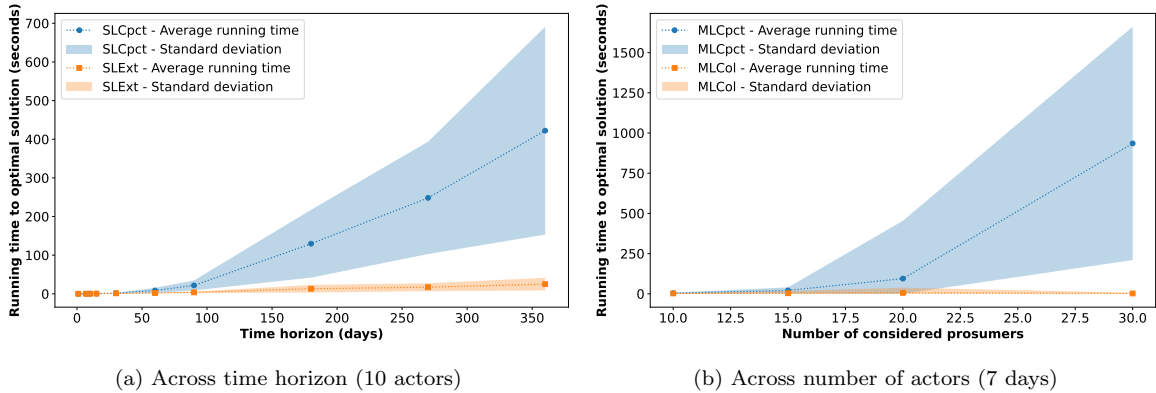 SLCpct - Average running time
SLCpct - Standard deviation
SLExt - Average running time
SLExt - Standard deviation
700
600
500
400
300
200
100
0
Running time to optimal solution (seconds)
0
50
100
150
200
250
300
350
Time horizon (days)
(a) Across time horizon (10 actors)
MLCpct - Average running time
MLCpct - Standard deviation
MLCol - Average running time
MLCol - Standard deviation
1500
1250
1000
750
500
250
0
Running time to optimal solution (seconds)
10.0
12.5
15.0
17.5
20.0
22.5
25.0
27.5
30.0
Number of considered prosumers
(b) Across number of actors (7 days)